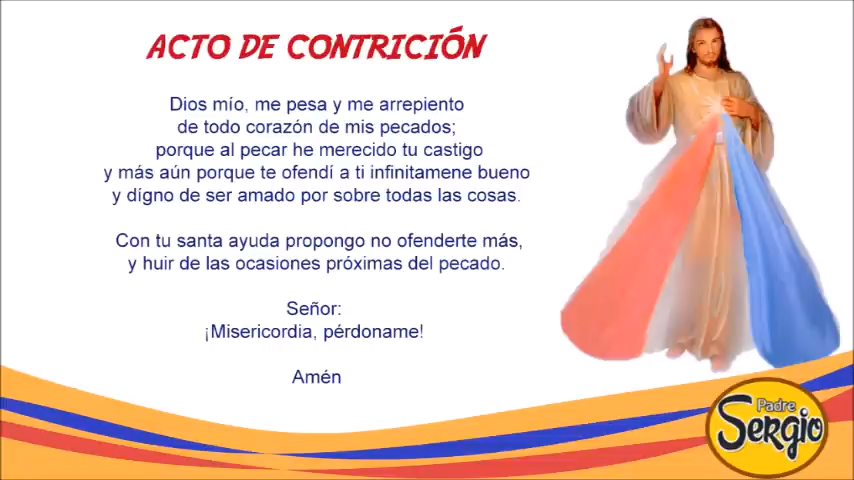 ACTO DE CONTRICIÓN
Dios mío, me pesa y me arrepiento
de todo corazón de mis pecados;
porque al pecar he merecido tu castigo
y más aún porque te ofendí a ti infinitamene bueno
y dígno de ser amado por sobre todas las cosas.
Con tu santa ayuda propongo no ofenderte más,
y huir de las ocasiones próximas del pecado.
Señor:
¡Misericordia, pérdoname!
Amén
Padre
Sergio